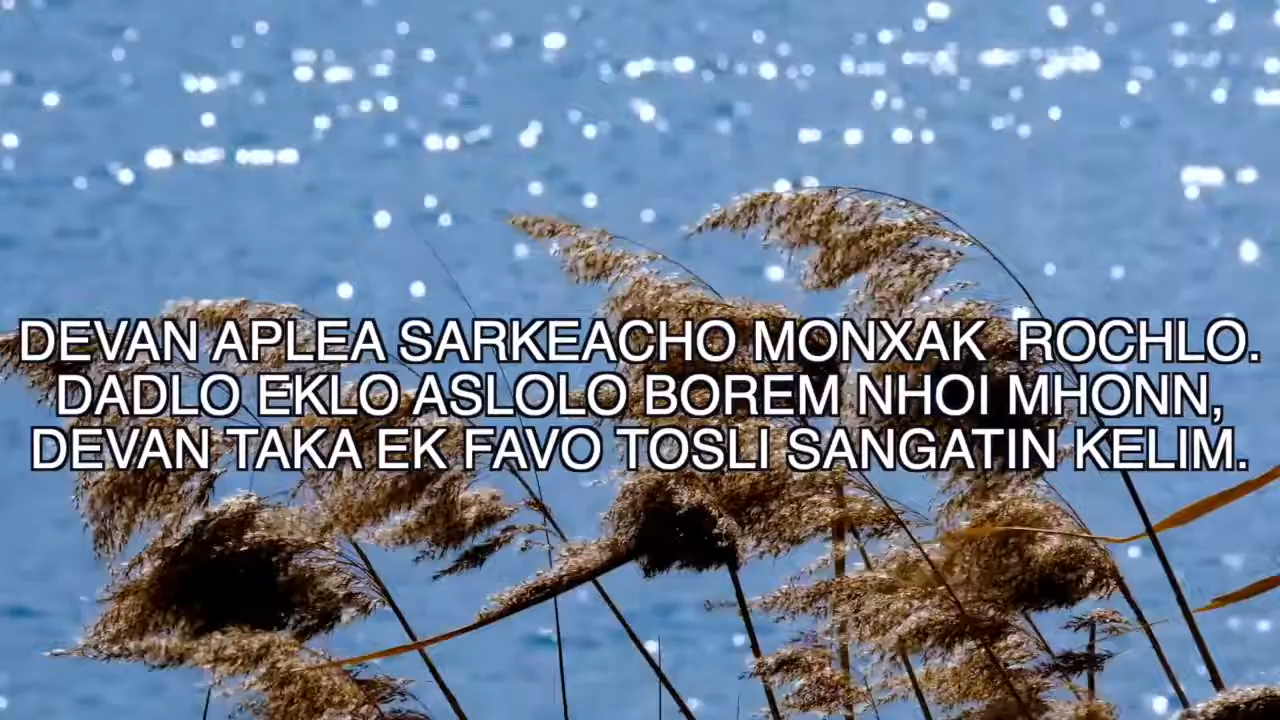 DEVAN APLEA SARKEACHO MONXAK ROCHLO.
DADLO EKLO ASLOLO BOREM NHOI MHONN,
DEVAN TAKA EK FAVO TOSLI SANGATIN KELIM.